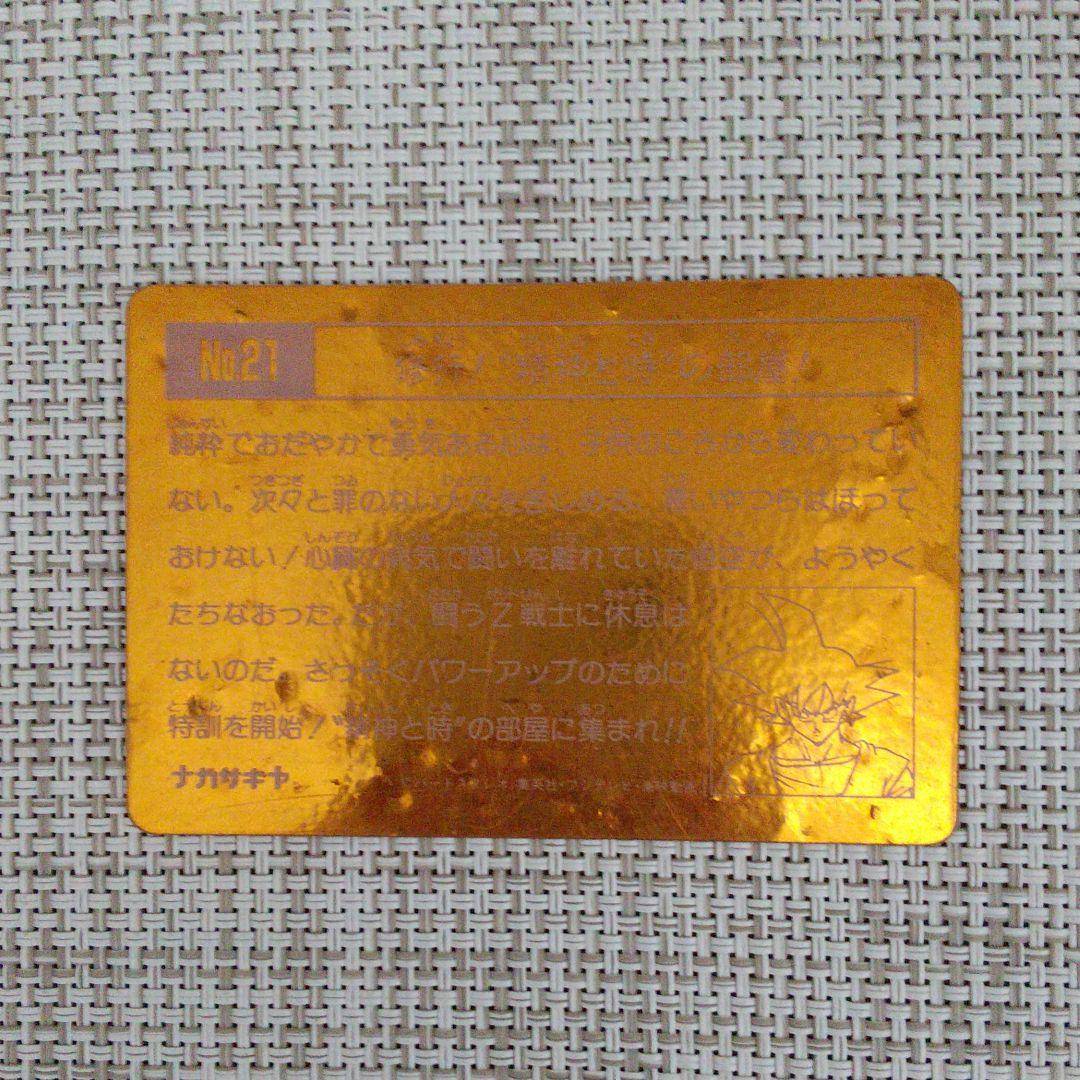 No.21
修行!“精神と時”の部屋!
純粋でおだやかで勇気ある心は、子供のころから変わってい
ない。次々と罪のない人々を苦しめる、悪いやつらはほって
おけない!心臓の病気で闘いを離れていた悟空が、ようやく
たちなおった。だが、闘うZ戦士に休息は
ないのだ さっそくパワーアップのために
特訓を開始!“精神と時”の部屋に集まれ!!
ナガサキヤ